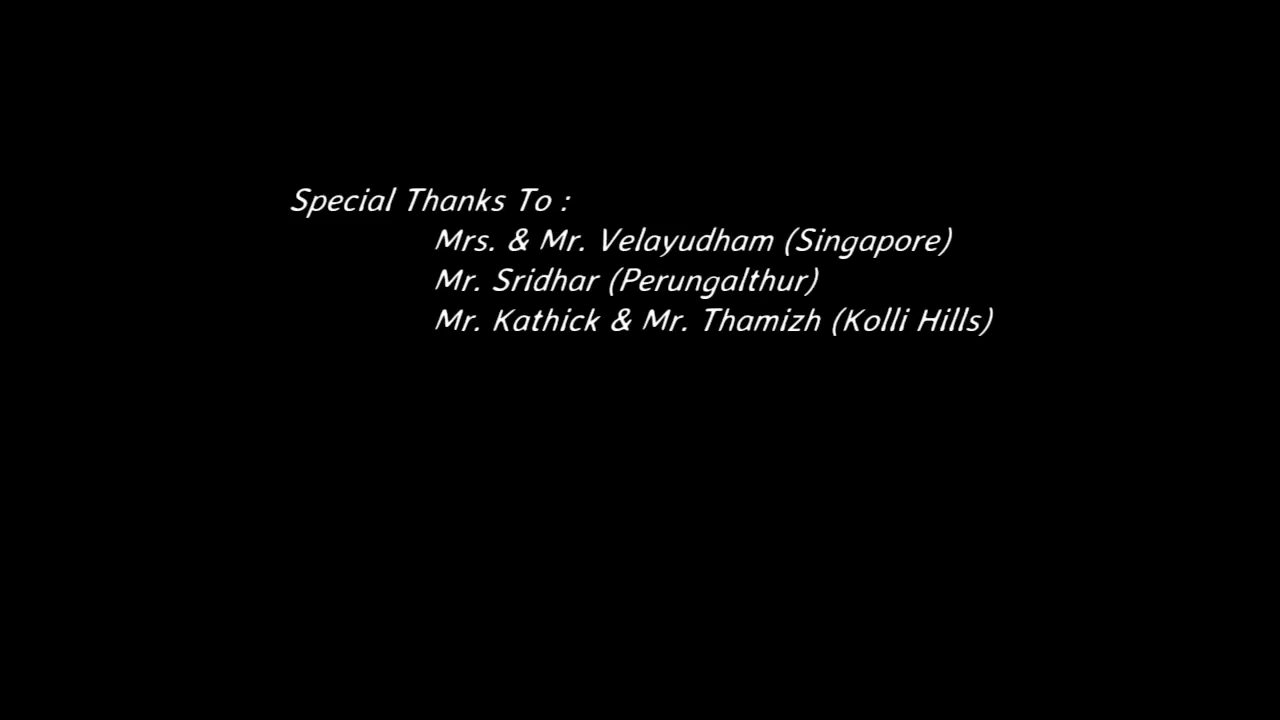 Special Thanks To :
Mrs. & Mr. Velayudham (Singapore)
Mr. Sridhar (Perungalthur)
Mr. Kathick & Mr. Thamizh (Kolli Hills)